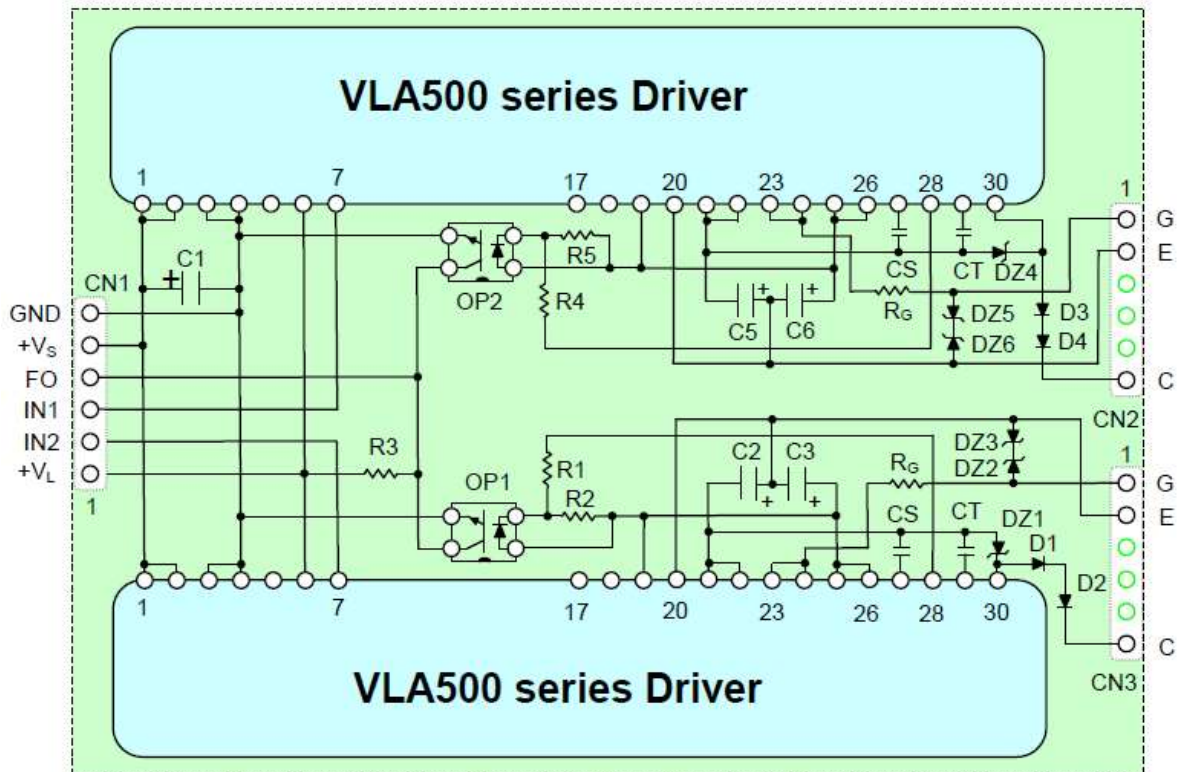 VLA500 series Driver
1
7
17
20
23
26
28
30
1
G
E
C1
+
R5
CS
CT
DZ4
CN1
OP2
R4
+
+
RG
DZ5
D3
GND
C5
C6
DZ6
D4
+VS
FO
C
IN1
CN2
IN2
R3
C2
C3
DZ3
1
+VL
R1
RG
DZ2
G
1
OP1
R2
+
+
CS
CT
DZ1
E
D1
D2
1
7
17
20
23
26
28
30
C
VLA500 series Driver
CN3